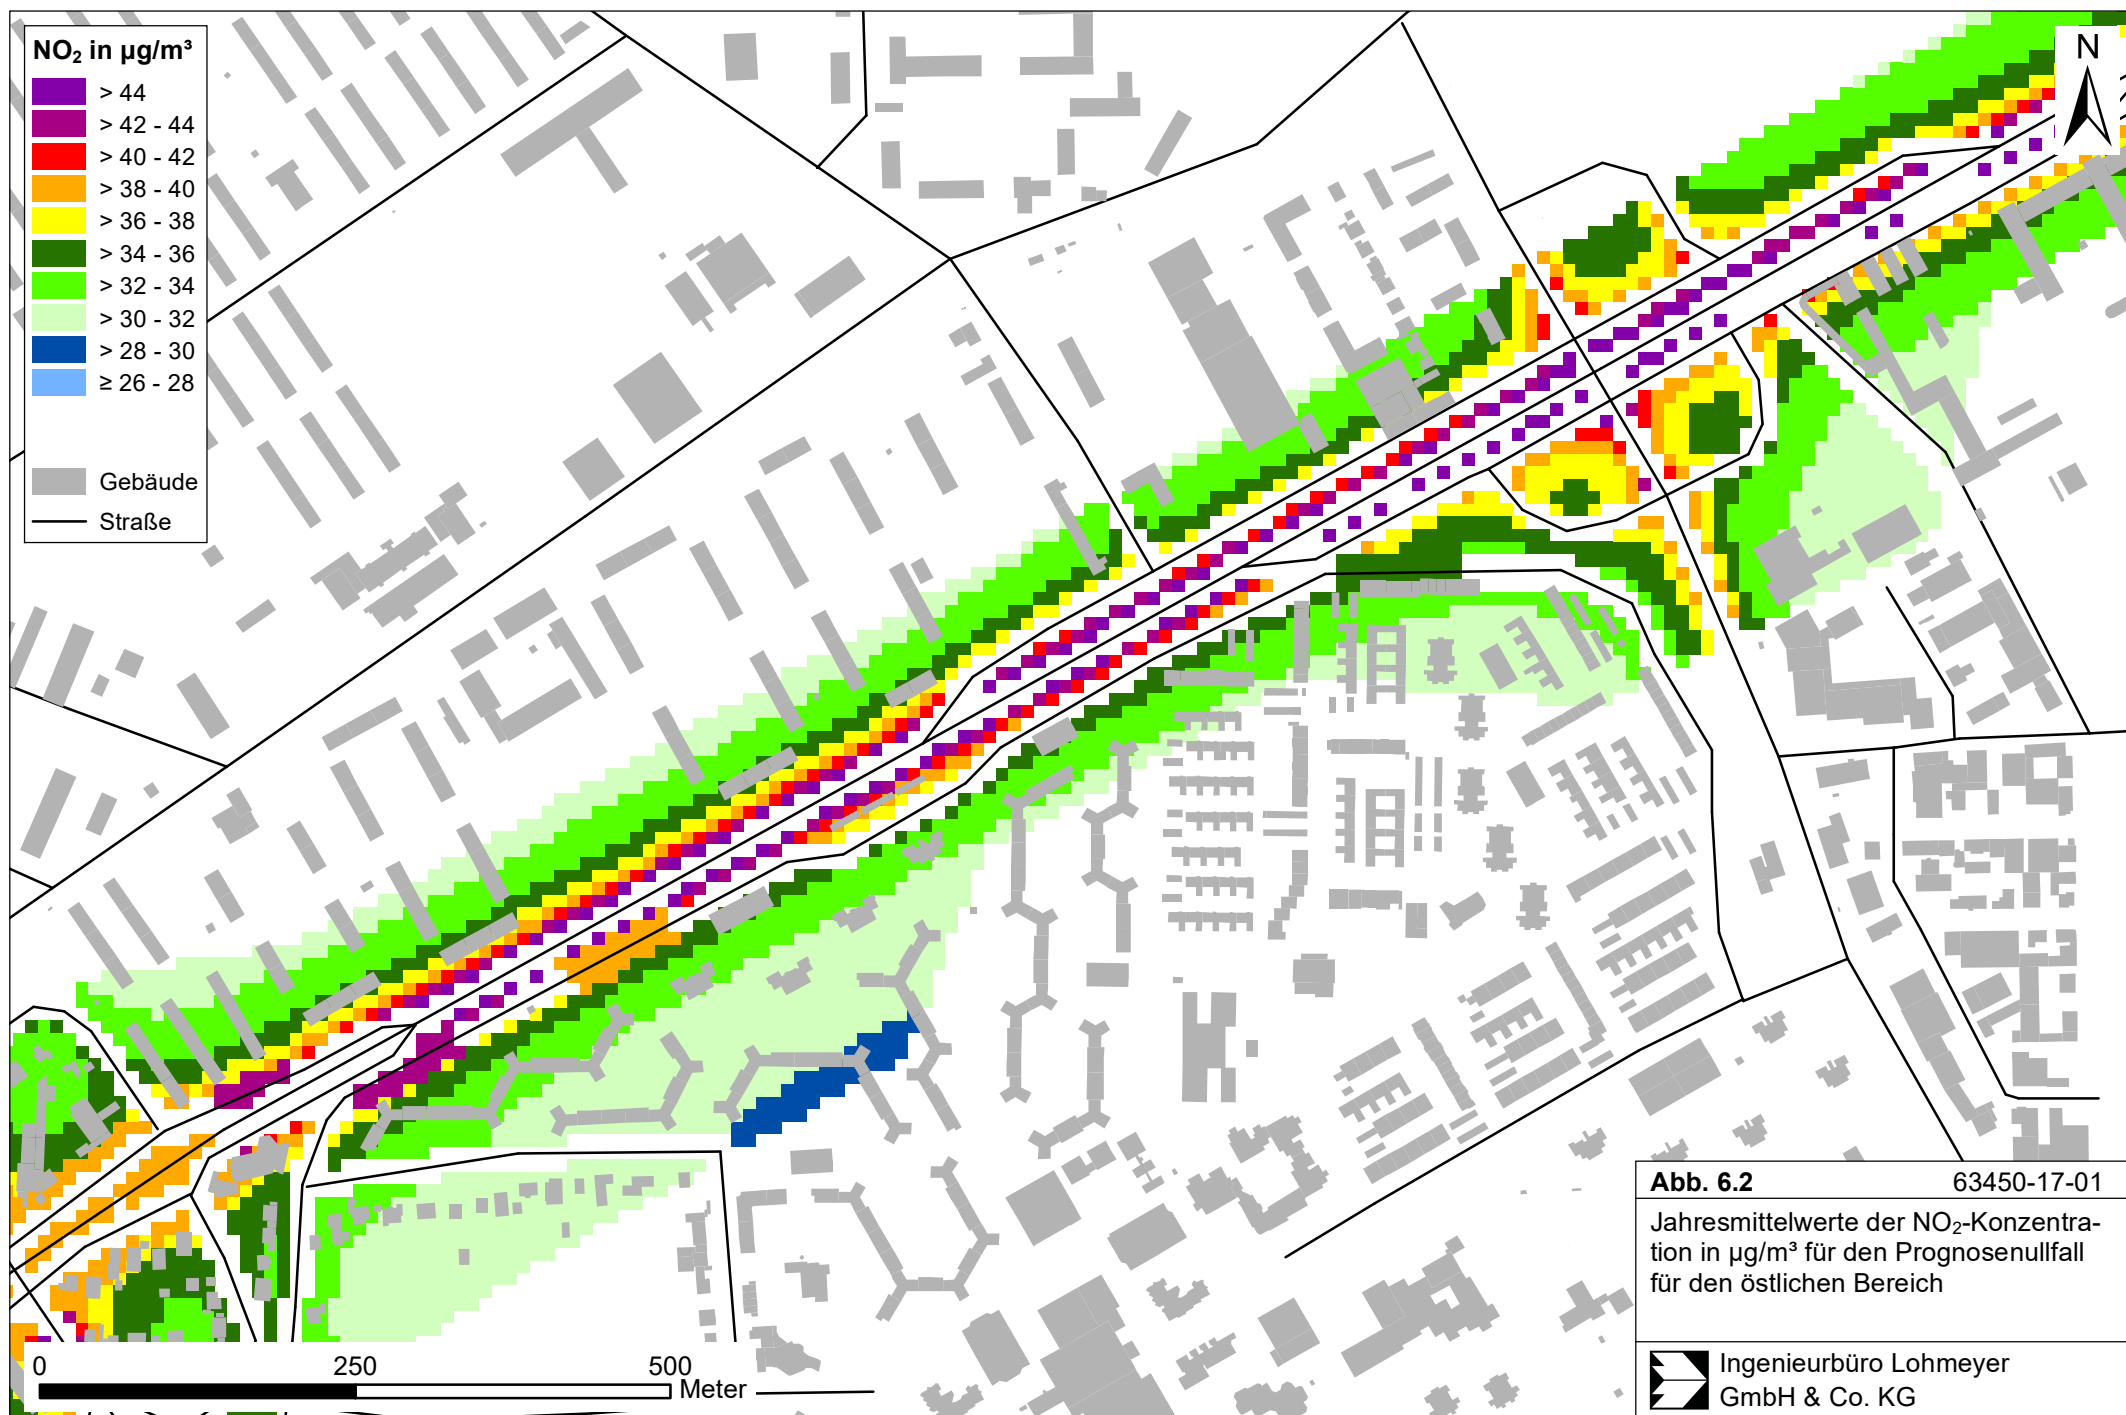 NO₂ in µg/m³
> 44
> 42 - 44
> 40 - 42
> 38 - 40
> 36 - 38
> 34 - 36
> 32 - 34
> 30 - 32
> 28 - 30
≥ 26 - 28
Gebäude
Straße
N
0 250 500
Meter
Abb. 6.2 63450-17-01
Jahresmittelwerte der NO₂-Konzentra-
tion in µg/m³ für den Prognosenullfall
für den östlichen Bereich
Ingenieurbüro Lohmeyer
GmbH & Co. KG